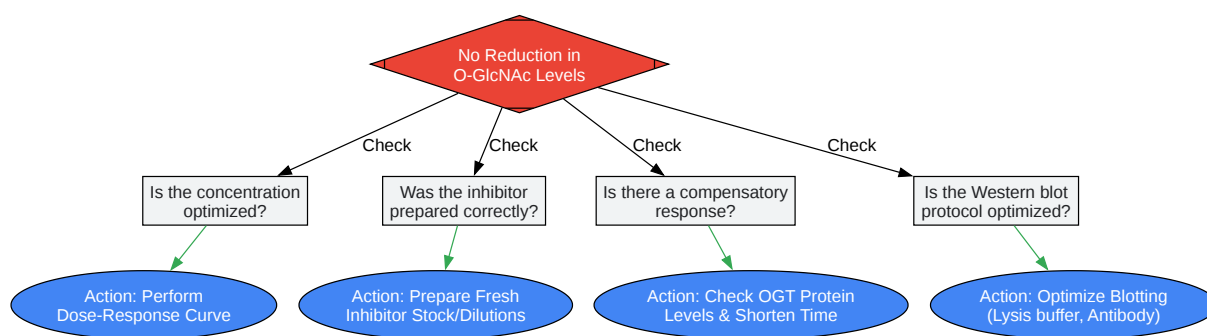 No Reduction in
O-GlcNAc Levels
Check
Check
Check
Check
Is the concentration
optimized?
Was the inhibitor
prepared correctly?
Is there a compensatory
response?
Is the Western blot
protocol optimized?
Action: Perform
Dose-Response Curve
Action: Prepare Fresh
Inhibitor Stock/Dilutions
Action: Check OGT Protein
Levels & Shorten Time
Action: Optimize Blotting
(Lysis buffer, Antibody)